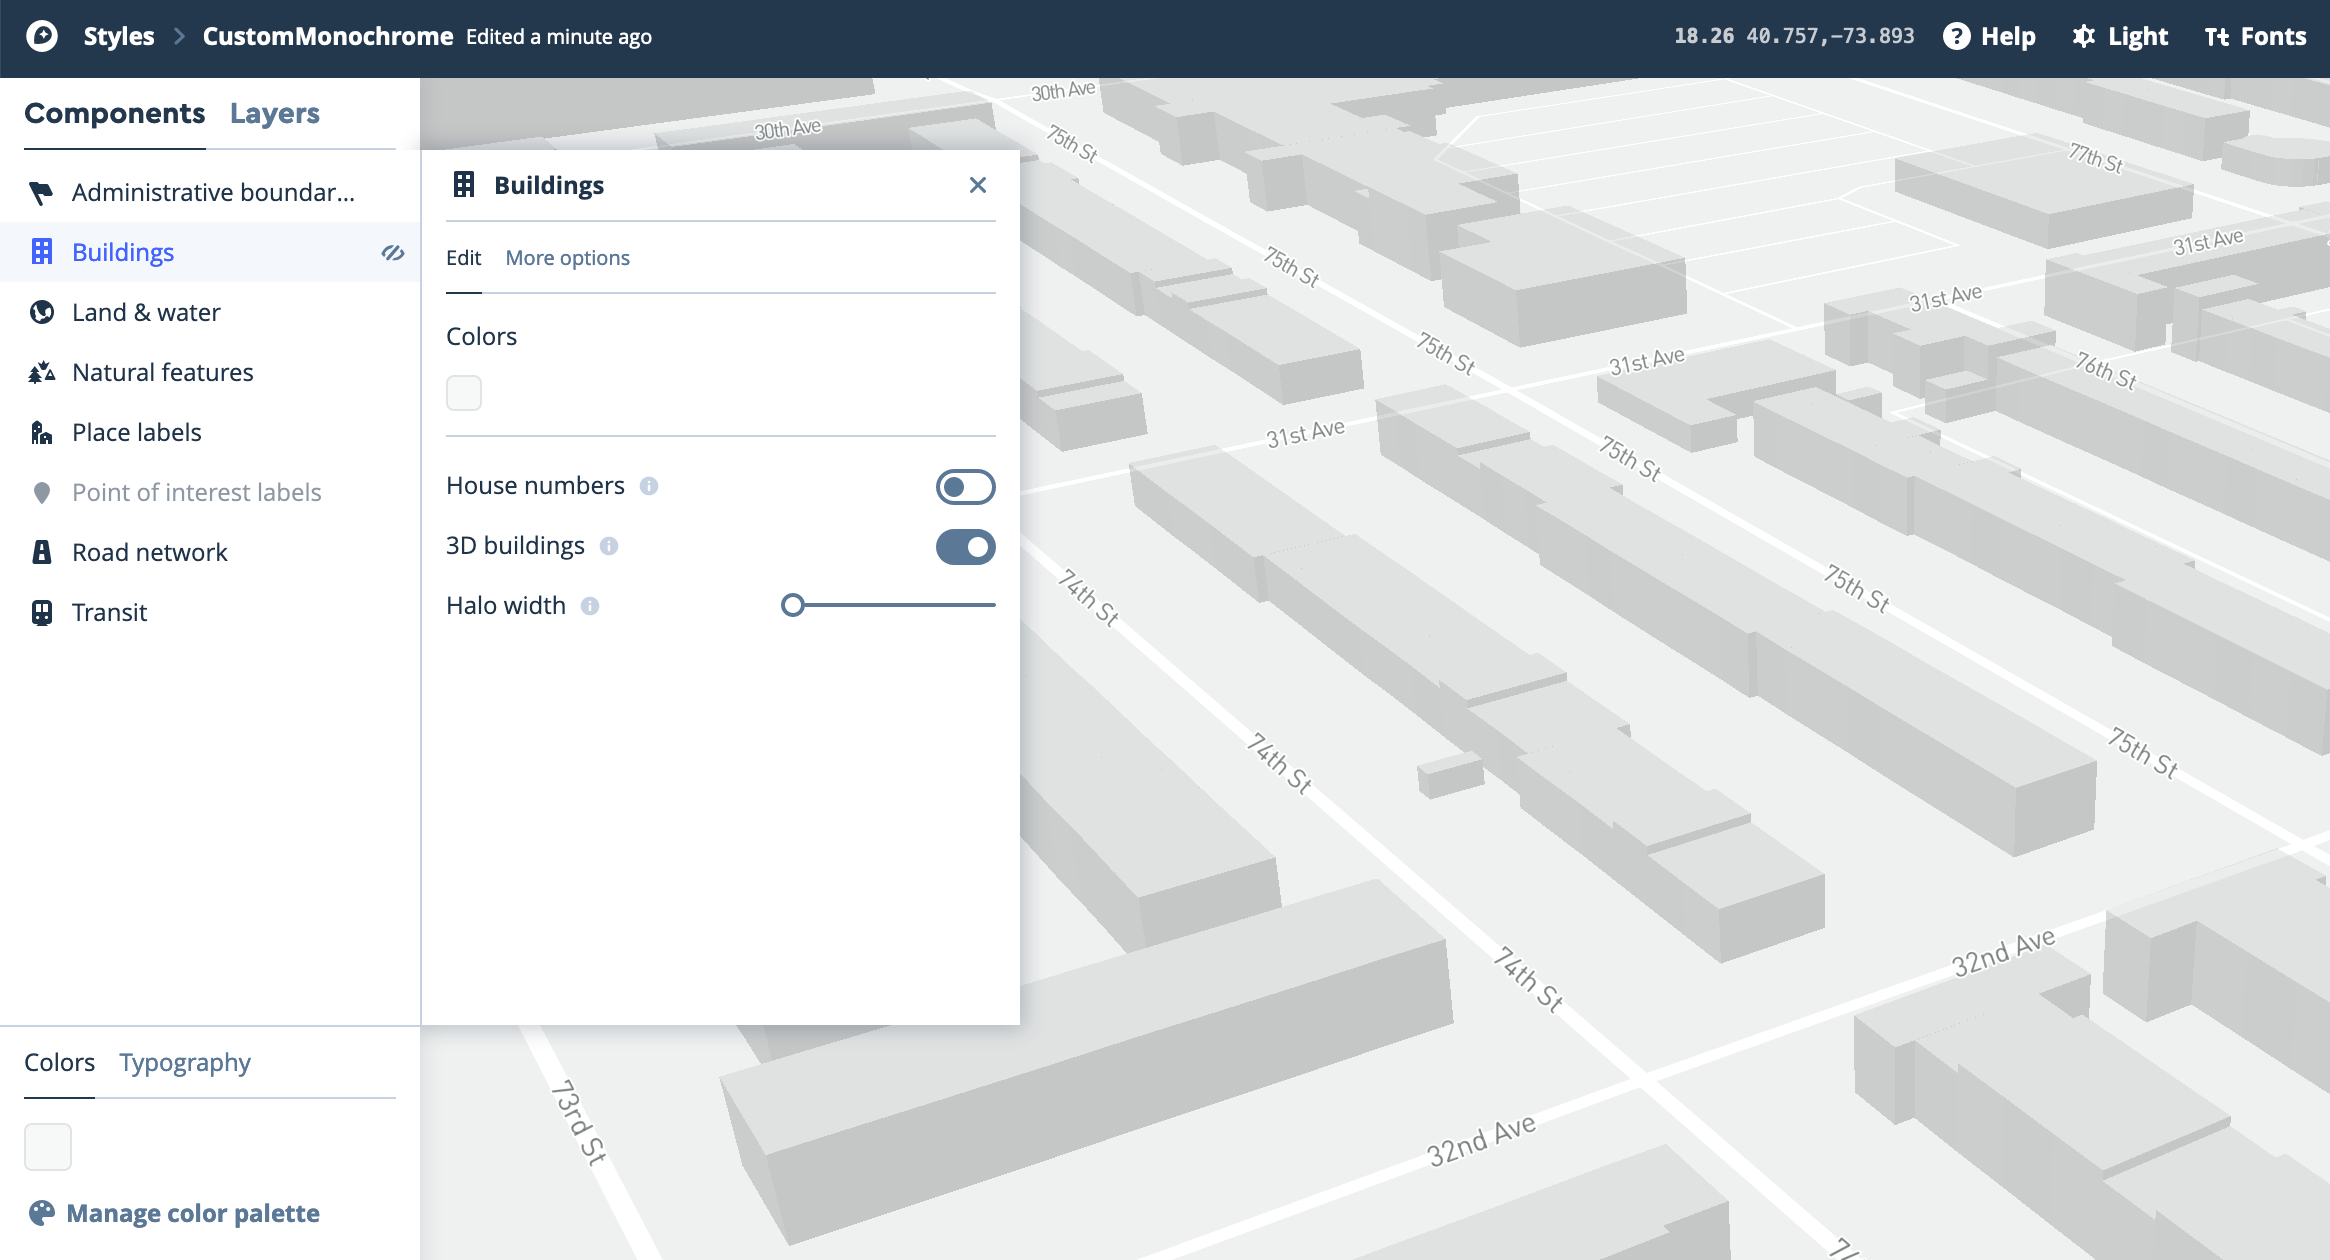 Styles > CustomMonochrome Edited a minute ago
18.26 40.757,−73.893 Help Light Tt Fonts
Components Layers
Administrative boundar...
Buildings
Land & water
Natural features
Place labels
Point of interest labels
Road network
Transit
Buildings
Edit More options
Colors
House numbers
3D buildings
Halo width
Colors Typography
Manage color palette
30th Ave
30th Ave
75th St
77th St
31st Ave
75th St
31st Ave
75th St
31st Ave
76th St
31st Ave
75th St
74th St
75th St
74th St
75th St
32nd Ave
74th St
73rd St
32nd Ave